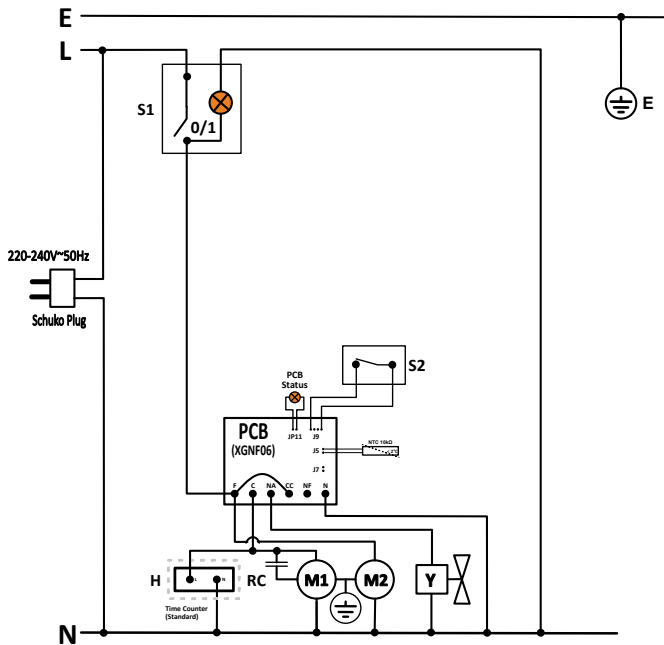 E
L
S1
0/1
E
220-240V~50Hz
Schuko Plug
S2
PCB
Status
PCB
(XGNF06)
JP11
J9
J5
NTC 10kΩ
J7
F C NA CC NF N
H
L N
RC
M1
M2
Y
Time Counter
(Standard)
N